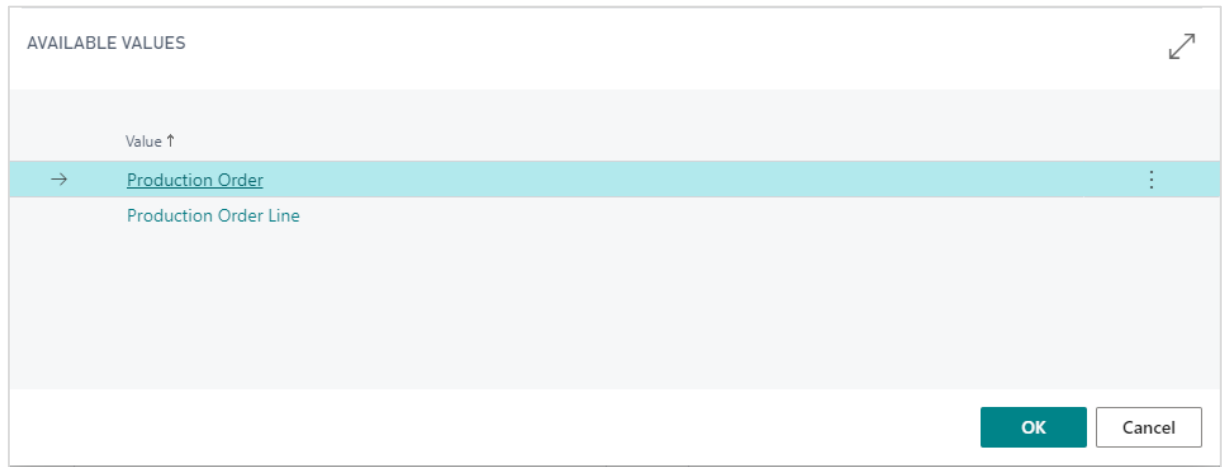 AVAILABLE VALUES
Value ↑
Production Order
Production Order Line
OK
Cancel